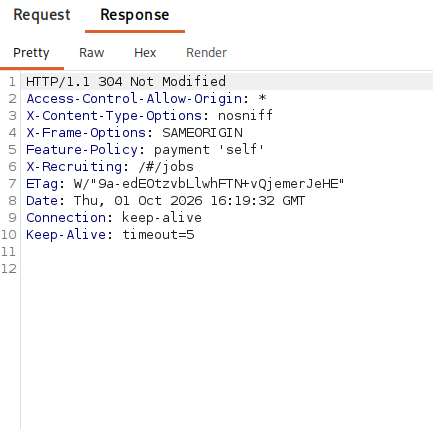 Request Response
Pretty Raw Hex Render
1 HTTP/1.1 304 Not Modified
2 Access-Control-Allow-Origin: *
3 X-Content-Type-Options: nosniff
4 X-Frame-Options: SAMEORIGIN
5 Feature-Policy: payment 'self'
6 X-Recruiting: /#/jobs
7 ETag: W/"9a-edEOtzvbLlwhFTN+vQjemerJeHE"
8 Date: Thu, 01 Oct 2026 16:19:32 GMT
9 Connection: keep-alive
10 Keep-Alive: timeout=5
11
12